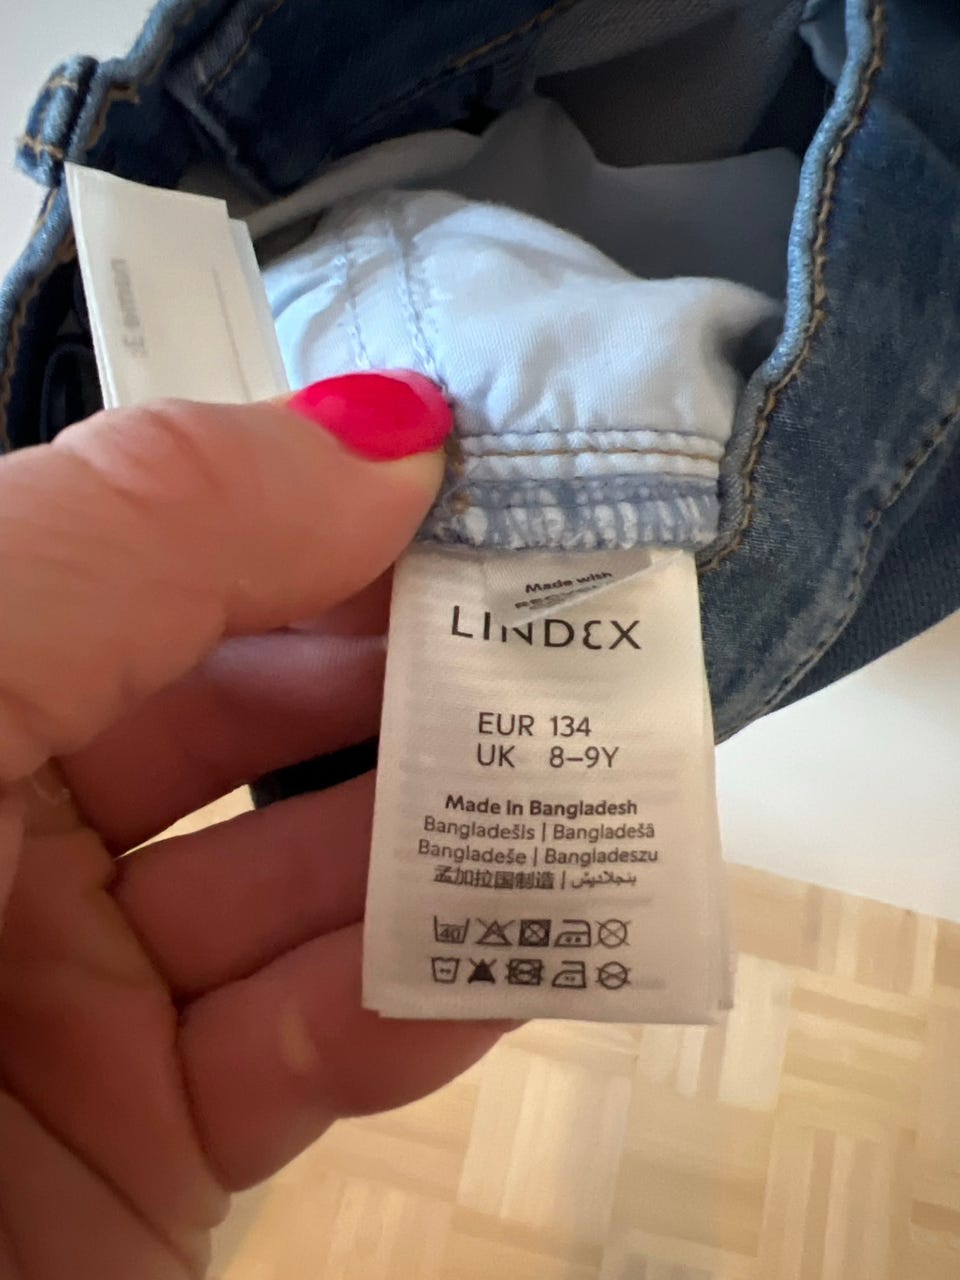 Made with
LINDEX
EUR 134
UK 8–9Y
Made In Bangladesh
Bangladešis | Bangladešā
Bangladeše | Bangladeszu
孟加拉国制造 | بنجلاديش
40